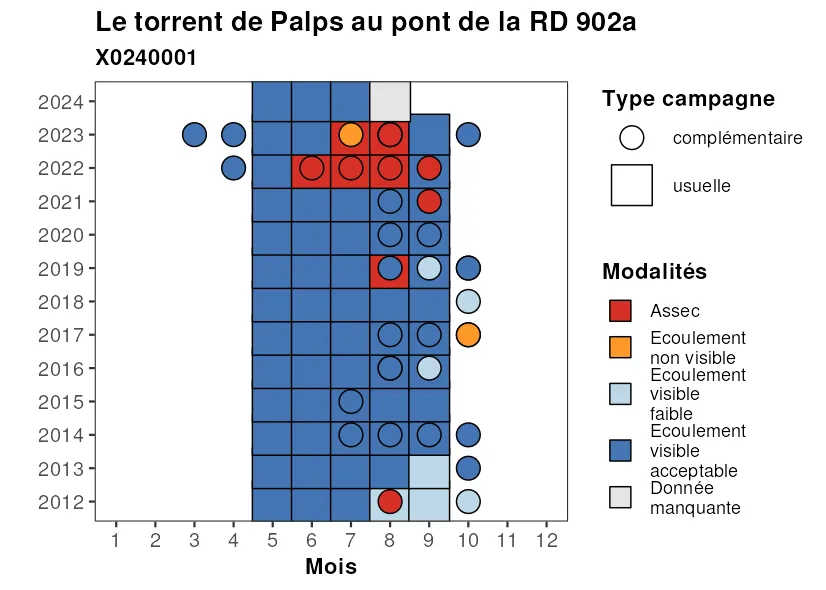 Le torrent de Palps au pont de la RD 902a
X0240001
2024
2023
2022
2021
2020
2019
2018
2017
2016
2015
2014
2013
2012
1 2 3 4 5 6 7 8 9 10 11 12
Mois
Type campagne
complémentaire
usuelle
Modalités
Assec
Ecoulement
non visible
Ecoulement
visible
faible
Ecoulement
visible
acceptable
Donnée
manquante